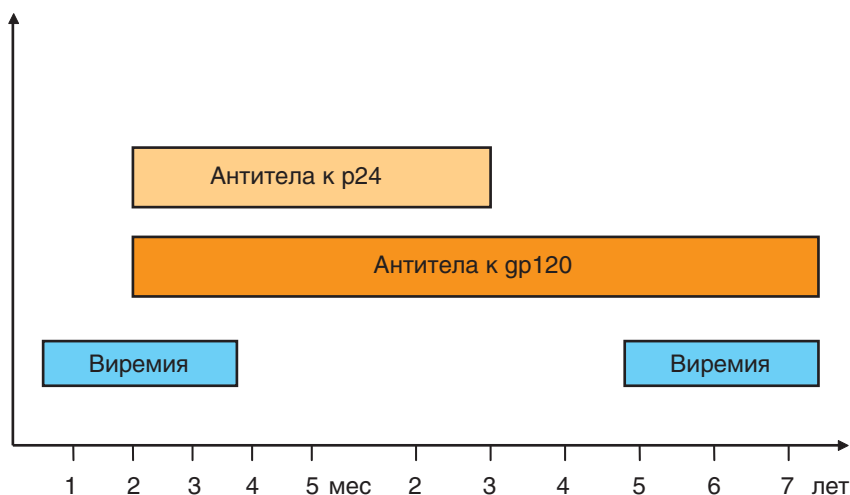 Антитела к p24
Антитела к gp120
Виремия Виремия
1 2 3 4 5 мес 2 3 4 5 6 7 лет